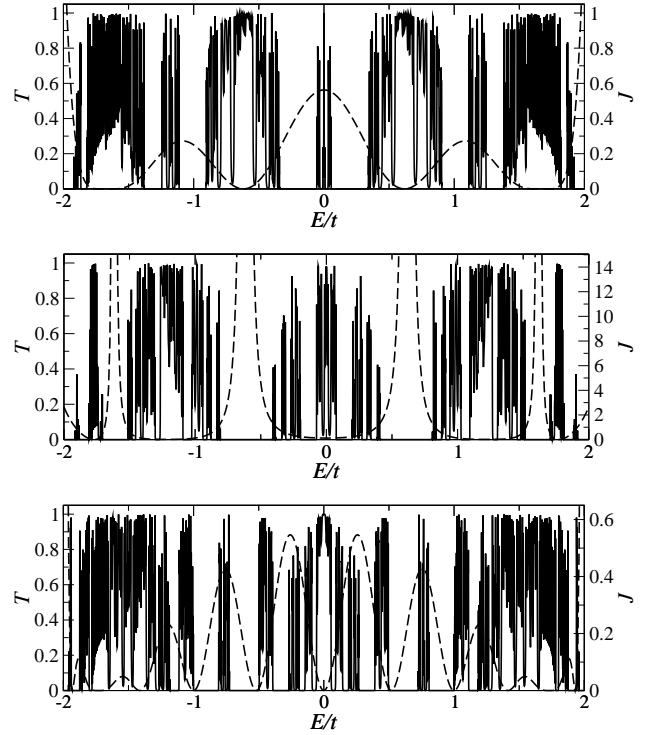 1 1
0.8 0.8
T 0.6 0.6 J
0.4 0.4
0.2 0.2
0 0
-2 -1 0 1 2
E/t
1 14
12
0.8 10
T 0.6 8 J
0.4 6
4
0.2 2
0 0
-2 -1 0 1 2
E/t
1 0.6
0.8
T 0.6 0.4 J
0.4 0.2
0.2
0 0
-2 -1 0 1 2
E/t